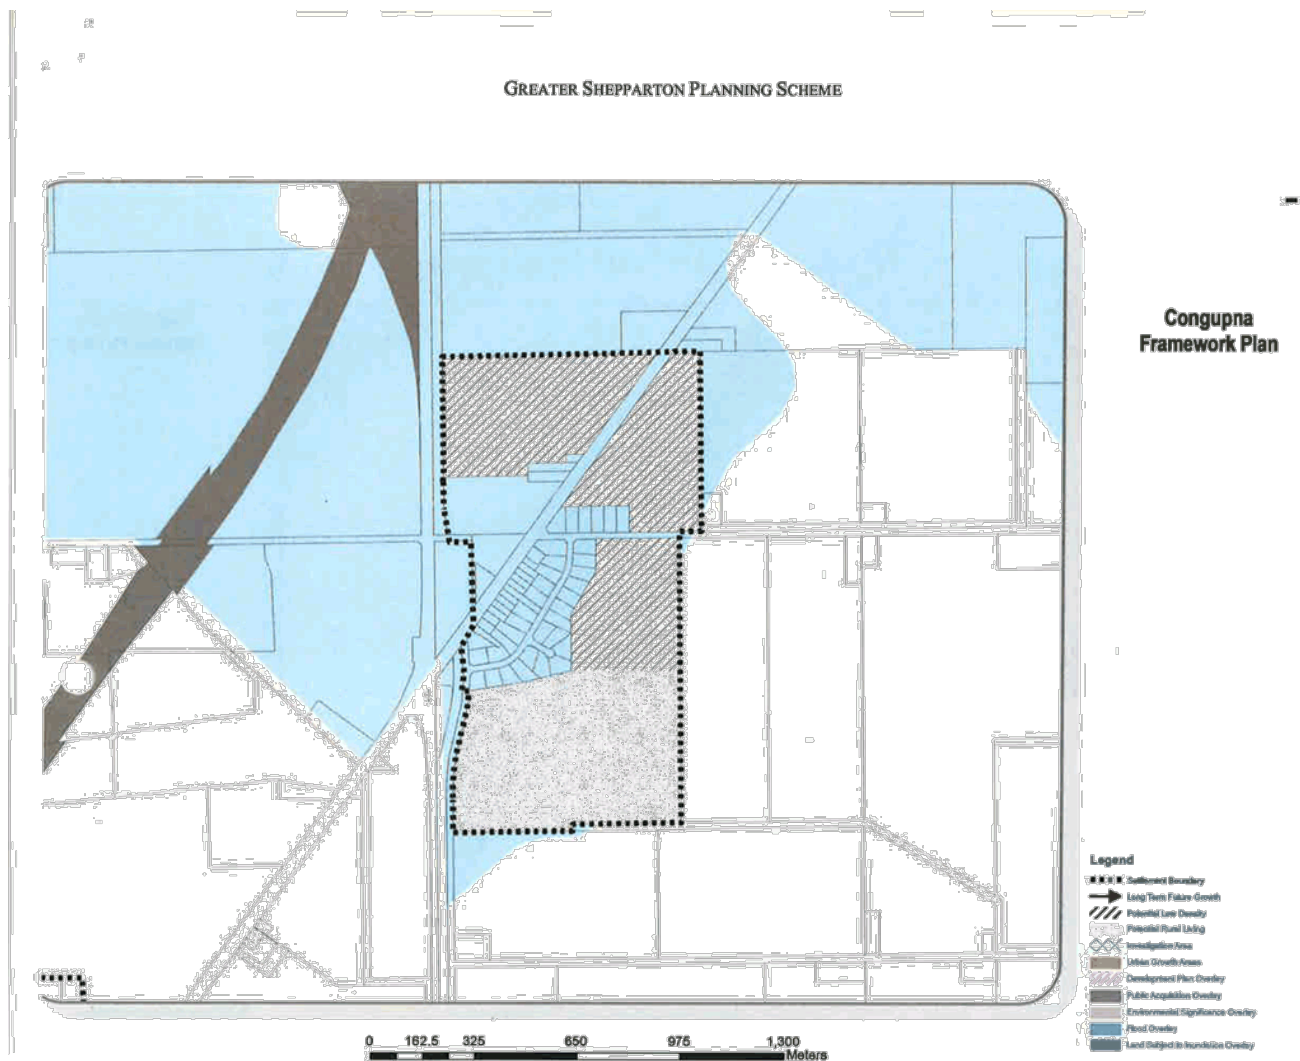 GREATER SHEPPARTON PLANNING SCHEME
Congupna
Framework Plan
Legend
Settlement Boundary
Long Term Future Growth
Potential Low Density
Potential Rural Living
Investigation Area
Urban Growth Areas
Development Plan Overlay
Public Acquisition Overlay
Environmental Significance Overlay
Flood Overlay
Land Subject to Inundation Overlay
0 162.5 325 650 975 1,300
Meters